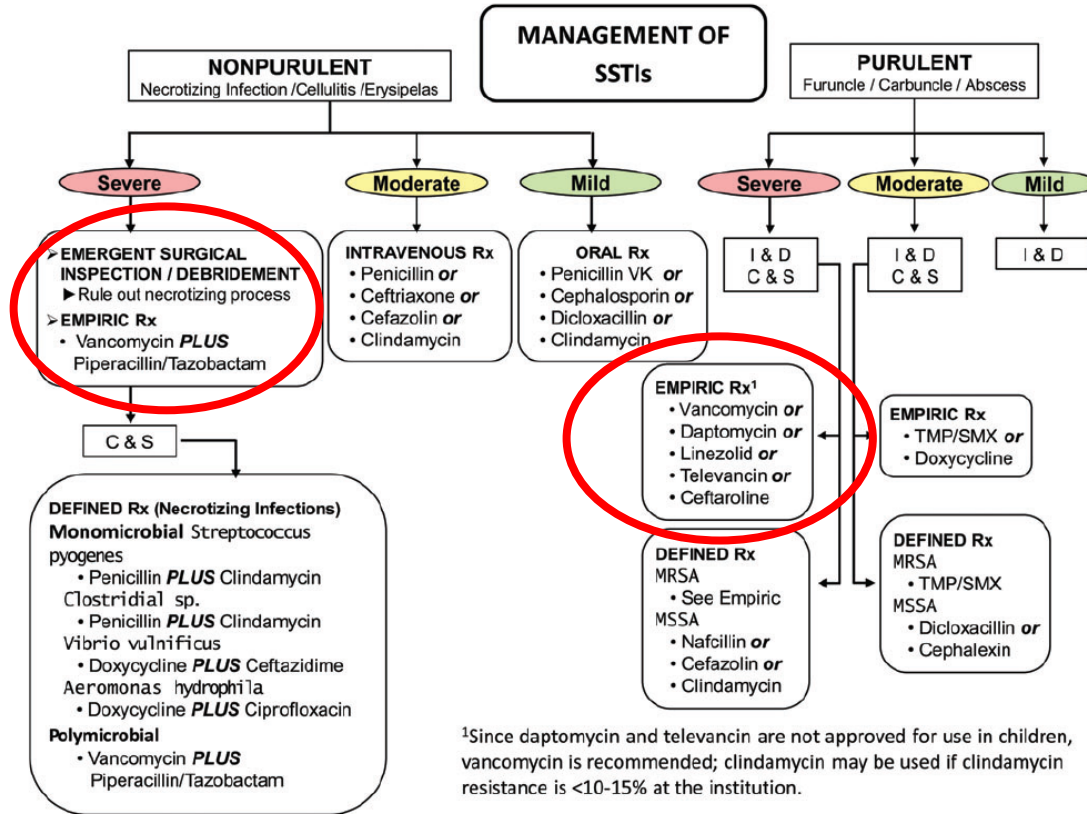 MANAGEMENT OF
SSTIs
NONPURULENT
Necrotizing Infection /Cellulitis /Erysipelas
Severe
➢EMERGENT SURGICAL
INSPECTION / DEBRIDEMENT
▶Rule out necrotizing process
➢EMPIRIC Rx
• Vancomycin PLUS
Piperacillin/Tazobactam
C & S
DEFINED Rx (Necrotizing Infections)
Monomicrobial Streptococcus
pyogenes
• Penicillin PLUS Clindamycin
Clostridial sp.
• Penicillin PLUS Clindamycin
Vibrio vulnificus
• Doxycycline PLUS Ceftazidime
Aeromonas hydrophila
• Doxycycline PLUS Ciprofloxacin
Polymicrobial
• Vancomycin PLUS
Piperacillin/Tazobactam
Moderate
INTRAVENOUS Rx
• Penicillin or
• Ceftriaxone or
• Cefazolin or
• Clindamycin
Mild
ORAL Rx
• Penicillin VK or
• Cephalosporin or
• Dicloxacillin or
• Clindamycin
PURULENT
Furuncle / Carbuncle / Abscess
Severe
I & D
C & S
EMPIRIC Rx¹
• Vancomycin or
• Daptomycin or
• Linezolid or
• Televancin or
• Ceftaroline
DEFINED Rx
MRSA
• See Empiric
MSSA
• Nafcillin or
• Cefazolin or
• Clindamycin
Moderate
I & D
C & S
EMPIRIC Rx
• TMP/SMX or
• Doxycycline
DEFINED Rx
MRSA
• TMP/SMX
MSSA
• Dicloxacillin or
• Cephalexin
Mild
I & D
¹Since daptomycin and televancin are not approved for use in children,
vancomycin is recommended; clindamycin may be used if clindamycin
resistance is <10-15% at the institution.